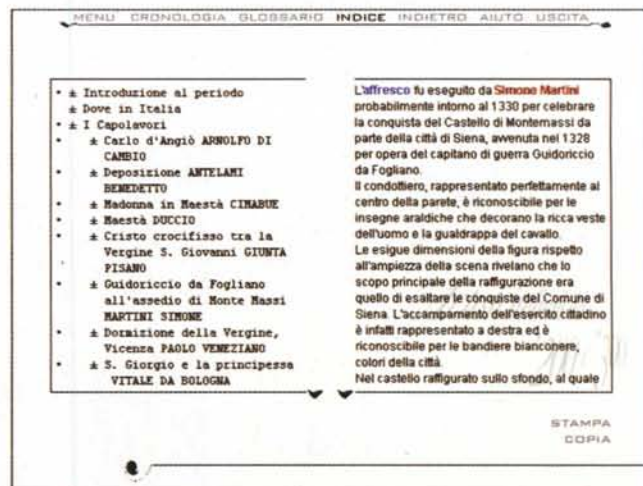 MENU CRONOLOGIA GLOSSARIO INDICE INDIETRO AIUTO USCITA
• ± Introduzione al periodo
± Dove in Italia
• ± I Capolavori
• ± Carlo d'Angiò ARNOLFO DI
CAMBIO
• ± Deposizione ANTELAMI
BENEDETTO
• ± Madonna in Maestà CIMABUE
• ± Maestà DUCCIO
• ± Cristo crocifisso tra la
Vergine S. Giovanni GIUNTA
PISANO
• ± Guidoriccio da Fogliano
all'assedio di Monte Massi
MARTINI SIMONE
• ± Dormizione della Vergine,
Vicenza PAOLO VENEZIANO
• ± S. Giorgio e la principessa
VITALE DA BOLOGNA
L'affresco fu eseguito da Simone Martini
probabilmente intorno al 1330 per celebrare
la conquista del Castello di Montemassi da
parte della città di Siena, avvenuta nel 1328
per opera del capitano di guerra Guidoriccio
da Fogliano.
Il condottiero, rappresentato perfettamente al
centro della parete, è riconoscibile per le
insegne araldiche che decorano la ricca veste
dell'uomo e la gualdrappa del cavallo.
Le esigue dimensioni della figura rispetto
all'ampiezza della scena rivelano che lo
scopo principale della raffigurazione era
quello di esaltare le conquiste del Comune di
Siena. L'accampamento dell'esercito cittadino
è infatti rappresentato a destra ed è
riconoscibile per le bandiere bianconere,
colori della città.
Nel castello raffigurato sullo sfondo, al quale
STAMPA
COPIA